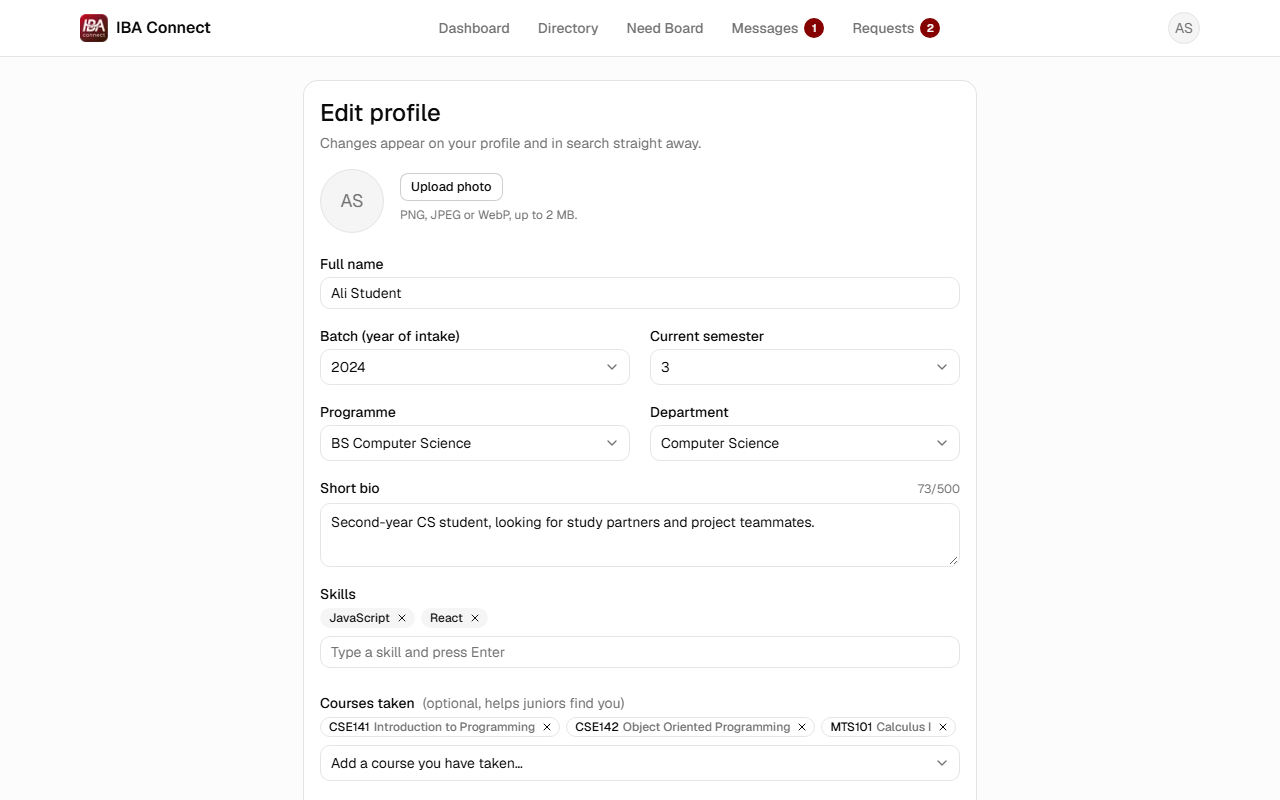 IBA connect IBA Connect Dashboard Directory Need Board Messages 1 Requests 2 AS
Edit profile
Changes appear on your profile and in search straight away.
AS
Upload photo
PNG, JPEG or WebP, up to 2 MB.
Full name
Ali Student
Batch (year of intake) Current semester
2024 3
Programme Department
BS Computer Science Computer Science
Short bio 73/500
Second-year CS student, looking for study partners and project teammates.
Skills
JavaScript React
Type a skill and press Enter
Courses taken (optional, helps juniors find you)
CSE141 Introduction to Programming CSE142 Object Oriented Programming MTS101 Calculus I
Add a course you have taken…